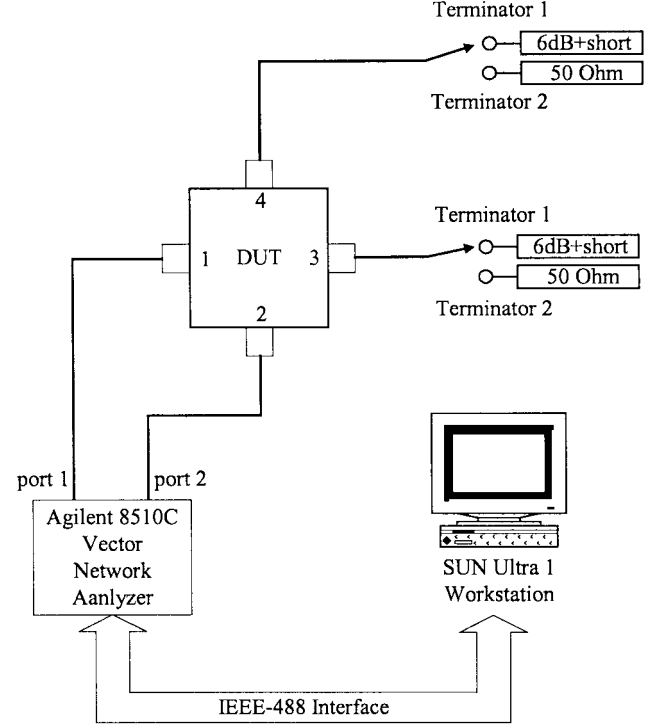 Terminator 1
6dB+short
50 Ohm
Terminator 2
4
1 DUT 3
2
Terminator 1
6dB+short
50 Ohm
Terminator 2
port 1 port 2
Agilent 8510C
Vector
Network
Aanlyzer
SUN Ultra 1
Workstation
IEEE-488 Interface